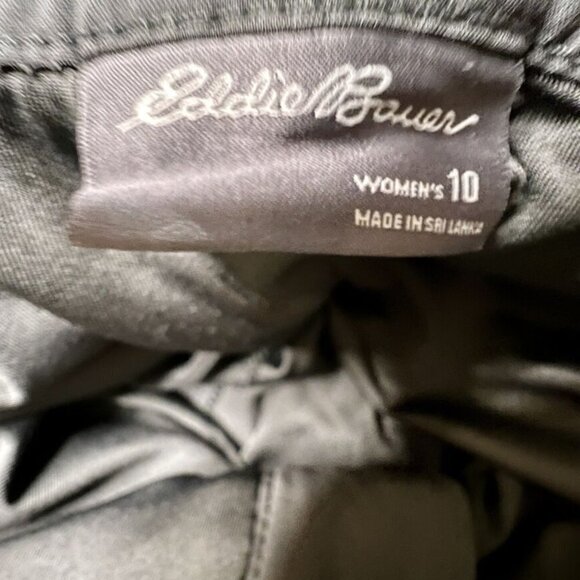 Eddie Bauer
WOMEN'S 10
MADE IN SRI LANKA